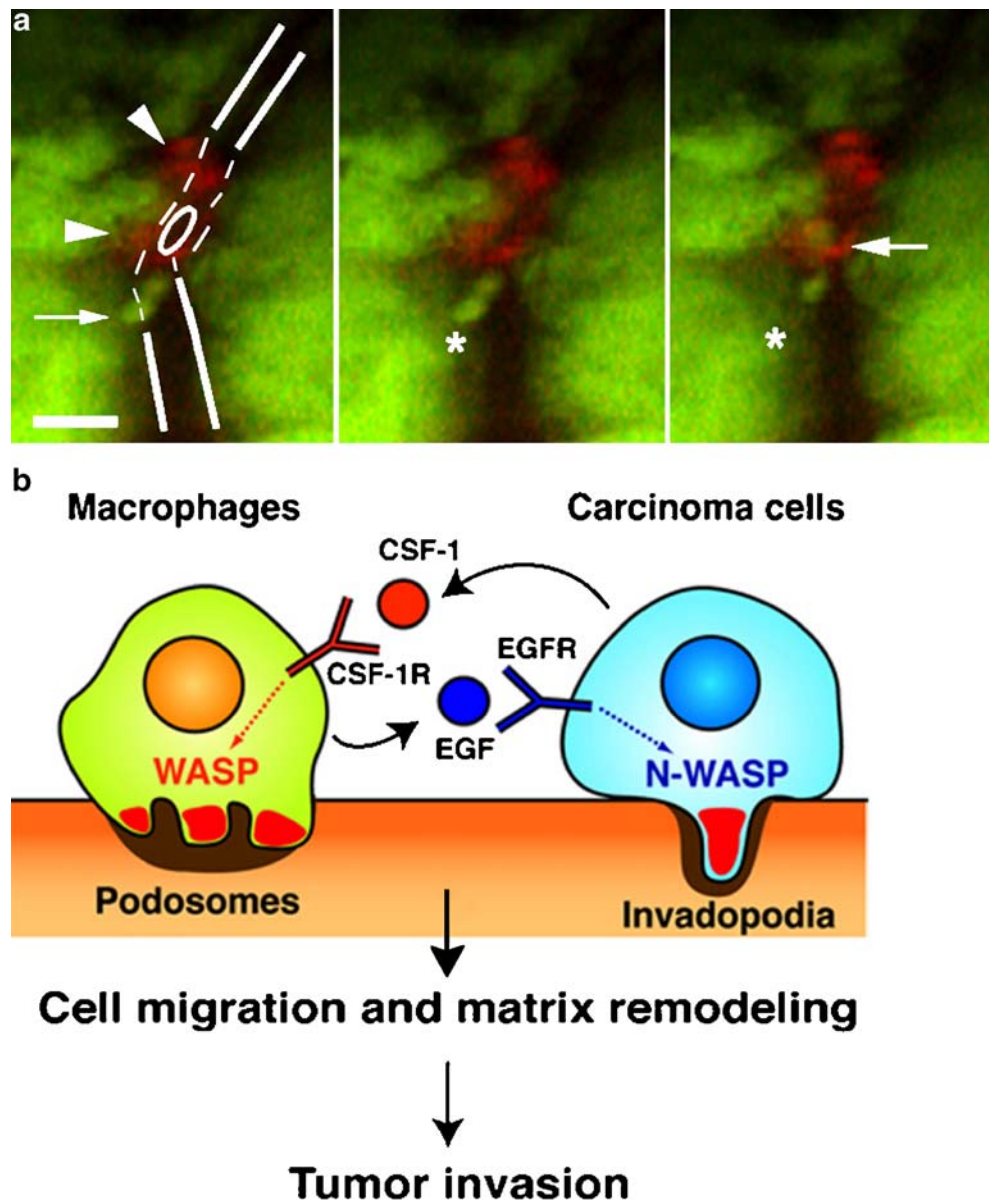 a
*
*
b
Macrophages
Carcinoma cells
CSF-1
CSF-1R
EGFR
EGF
WASP
N-WASP
Podosomes
Invadopodia
Cell migration and matrix remodeling
Tumor invasion